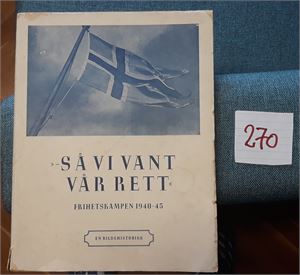 »SÅ VI VANT
VÅR RETT«
FRIHETSKAMPEN 1940-45
EN BILDEHISTORIE
270